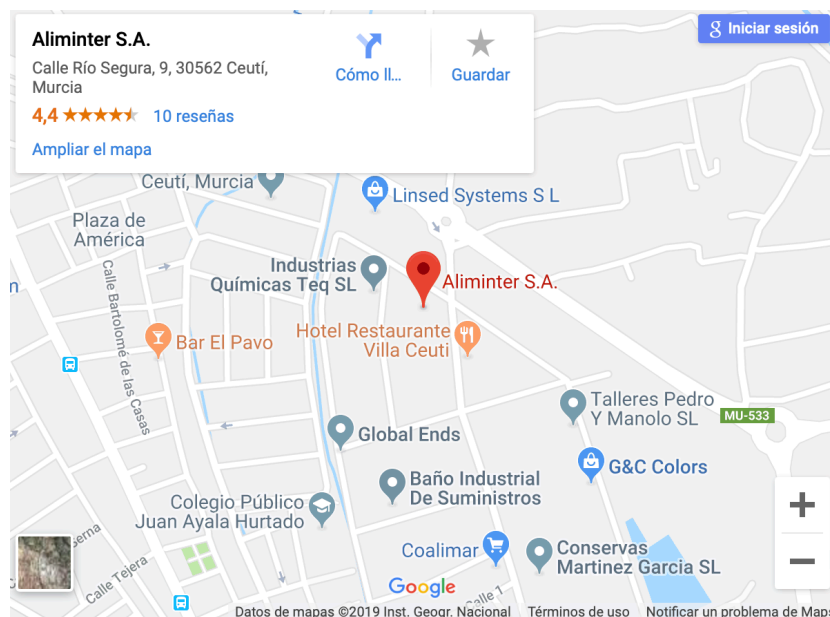 Aliminter S.A.
Calle Río Segura, 9, 30562 Ceutí,
Murcia
4,4
10 reseñas
Ampliar el mapa
Cómo ll...
Guardar
Iniciar sesión
Ceutí, Murcia
Linsed Systems S L
Plaza de
América
Industrias
Químicas Teq SL
Aliminter S.A.
Calle Bartolomé de las Casas
Hotel Restaurante
Villa Ceuti
Bar El Pavo
Talleres Pedro
Y Manolo SL
MU-533
Global Ends
G&C Colors
Baño Industrial
De Suministros
Colegio Público
Juan Ayala Hurtado
Coalimar
Conservas
Martinez Garcia SL
Calle Tejera
Google
Calle 1
Datos de mapas ©2019 Inst. Geogr. Nacional
Términos de uso
Notificar un problema de Maps